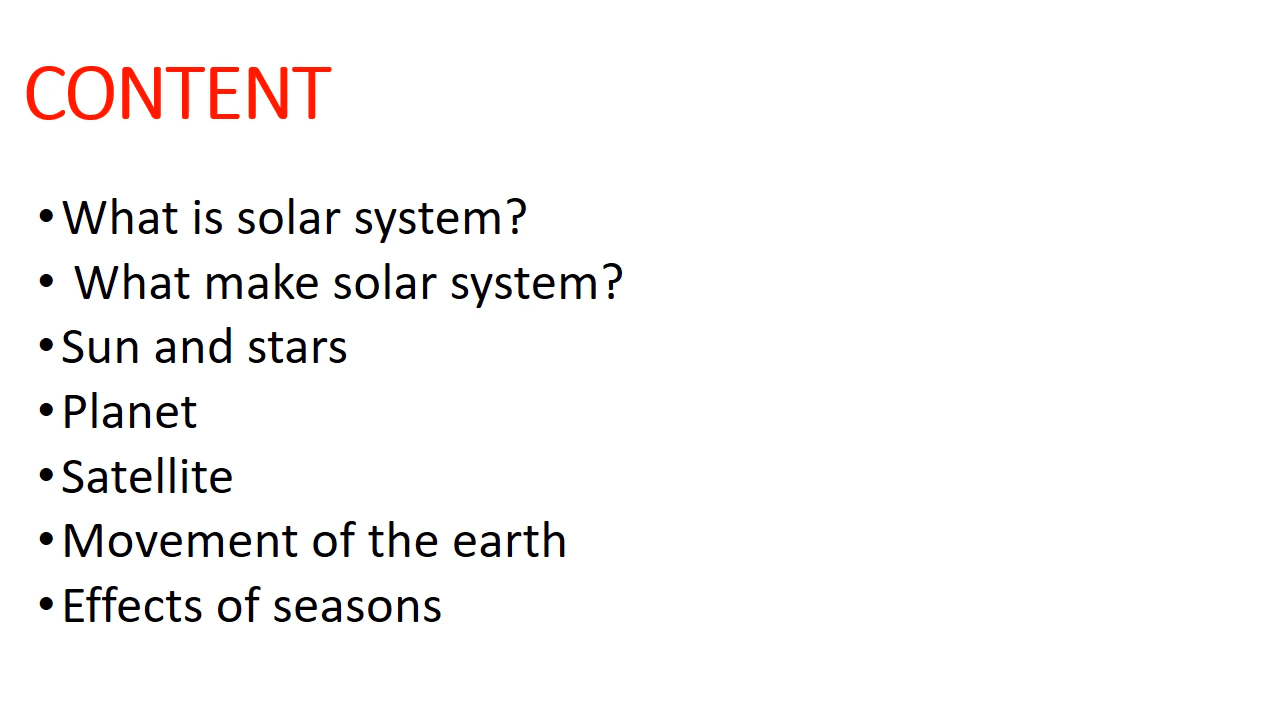 CONTENT
•What is solar system?
• What make solar system?
•Sun and stars
•Planet
•Satellite
•Movement of the earth
•Effects of seasons